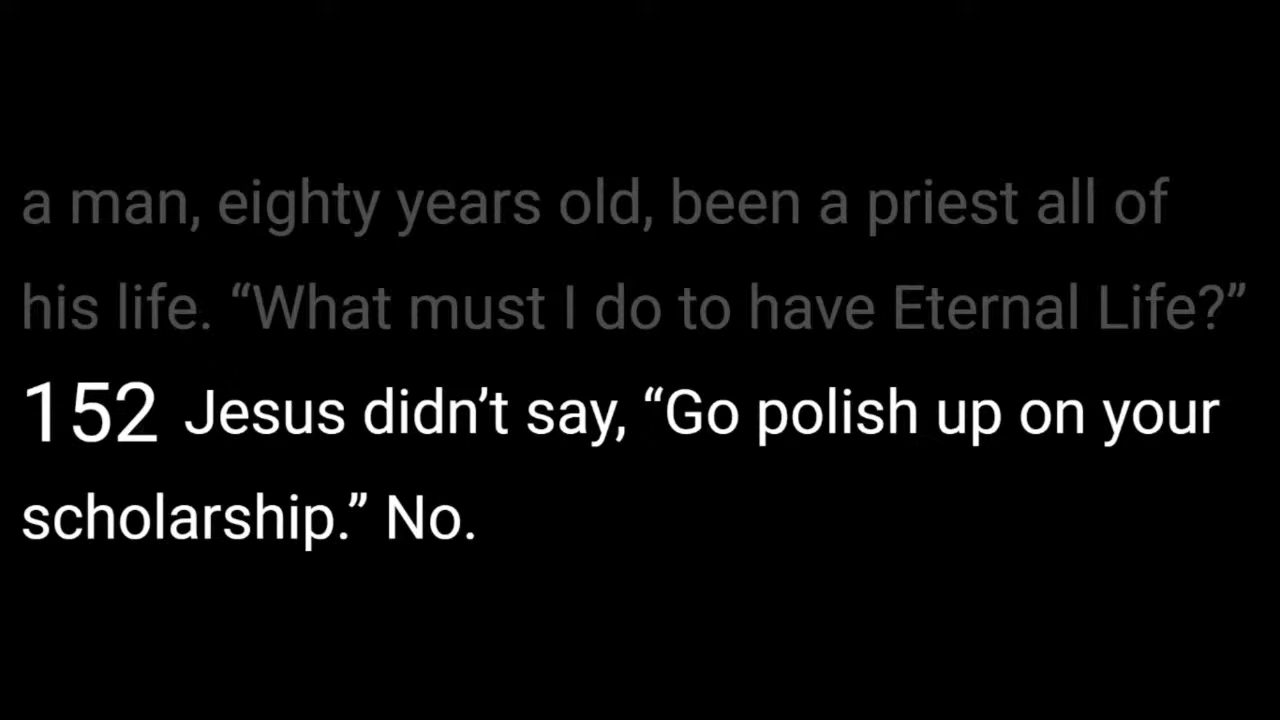 a man, eighty years old, been a priest all of
his life. “What must I do to have Eternal Life?”
152 Jesus didn’t say, “Go polish up on your
scholarship.” No.